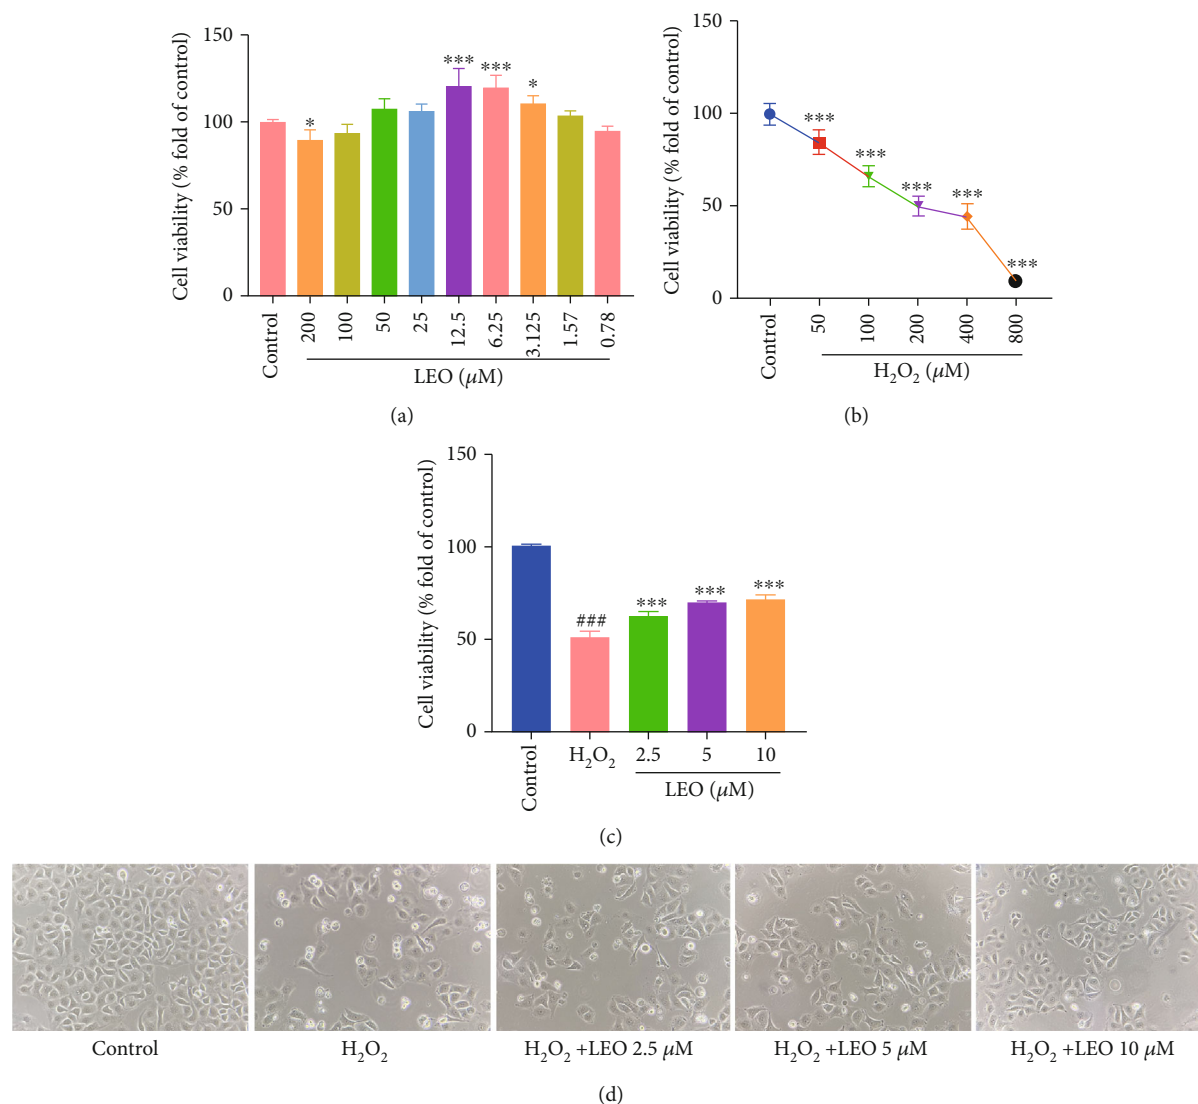 Cell viability (% fold of control)
150
100
50
0
*
***
***
*
Control
200
100
50
25
12.5
6.25
3.125
1.57
0.78
LEO (μM)
(a)
Cell viability (% fold of control)
150
100
50
0
***
***
***
***
***
Control
50
100
200
400
800
H₂O₂ (μM)
(b)
Cell viability (% fold of control)
150
100
50
0
###
***
***
***
Control
H₂O₂
2.5
5
10
LEO (μM)
(c)
Control
H₂O₂
H₂O₂ +LEO 2.5 μM
H₂O₂ +LEO 5 μM
H₂O₂ +LEO 10 μM
(d)